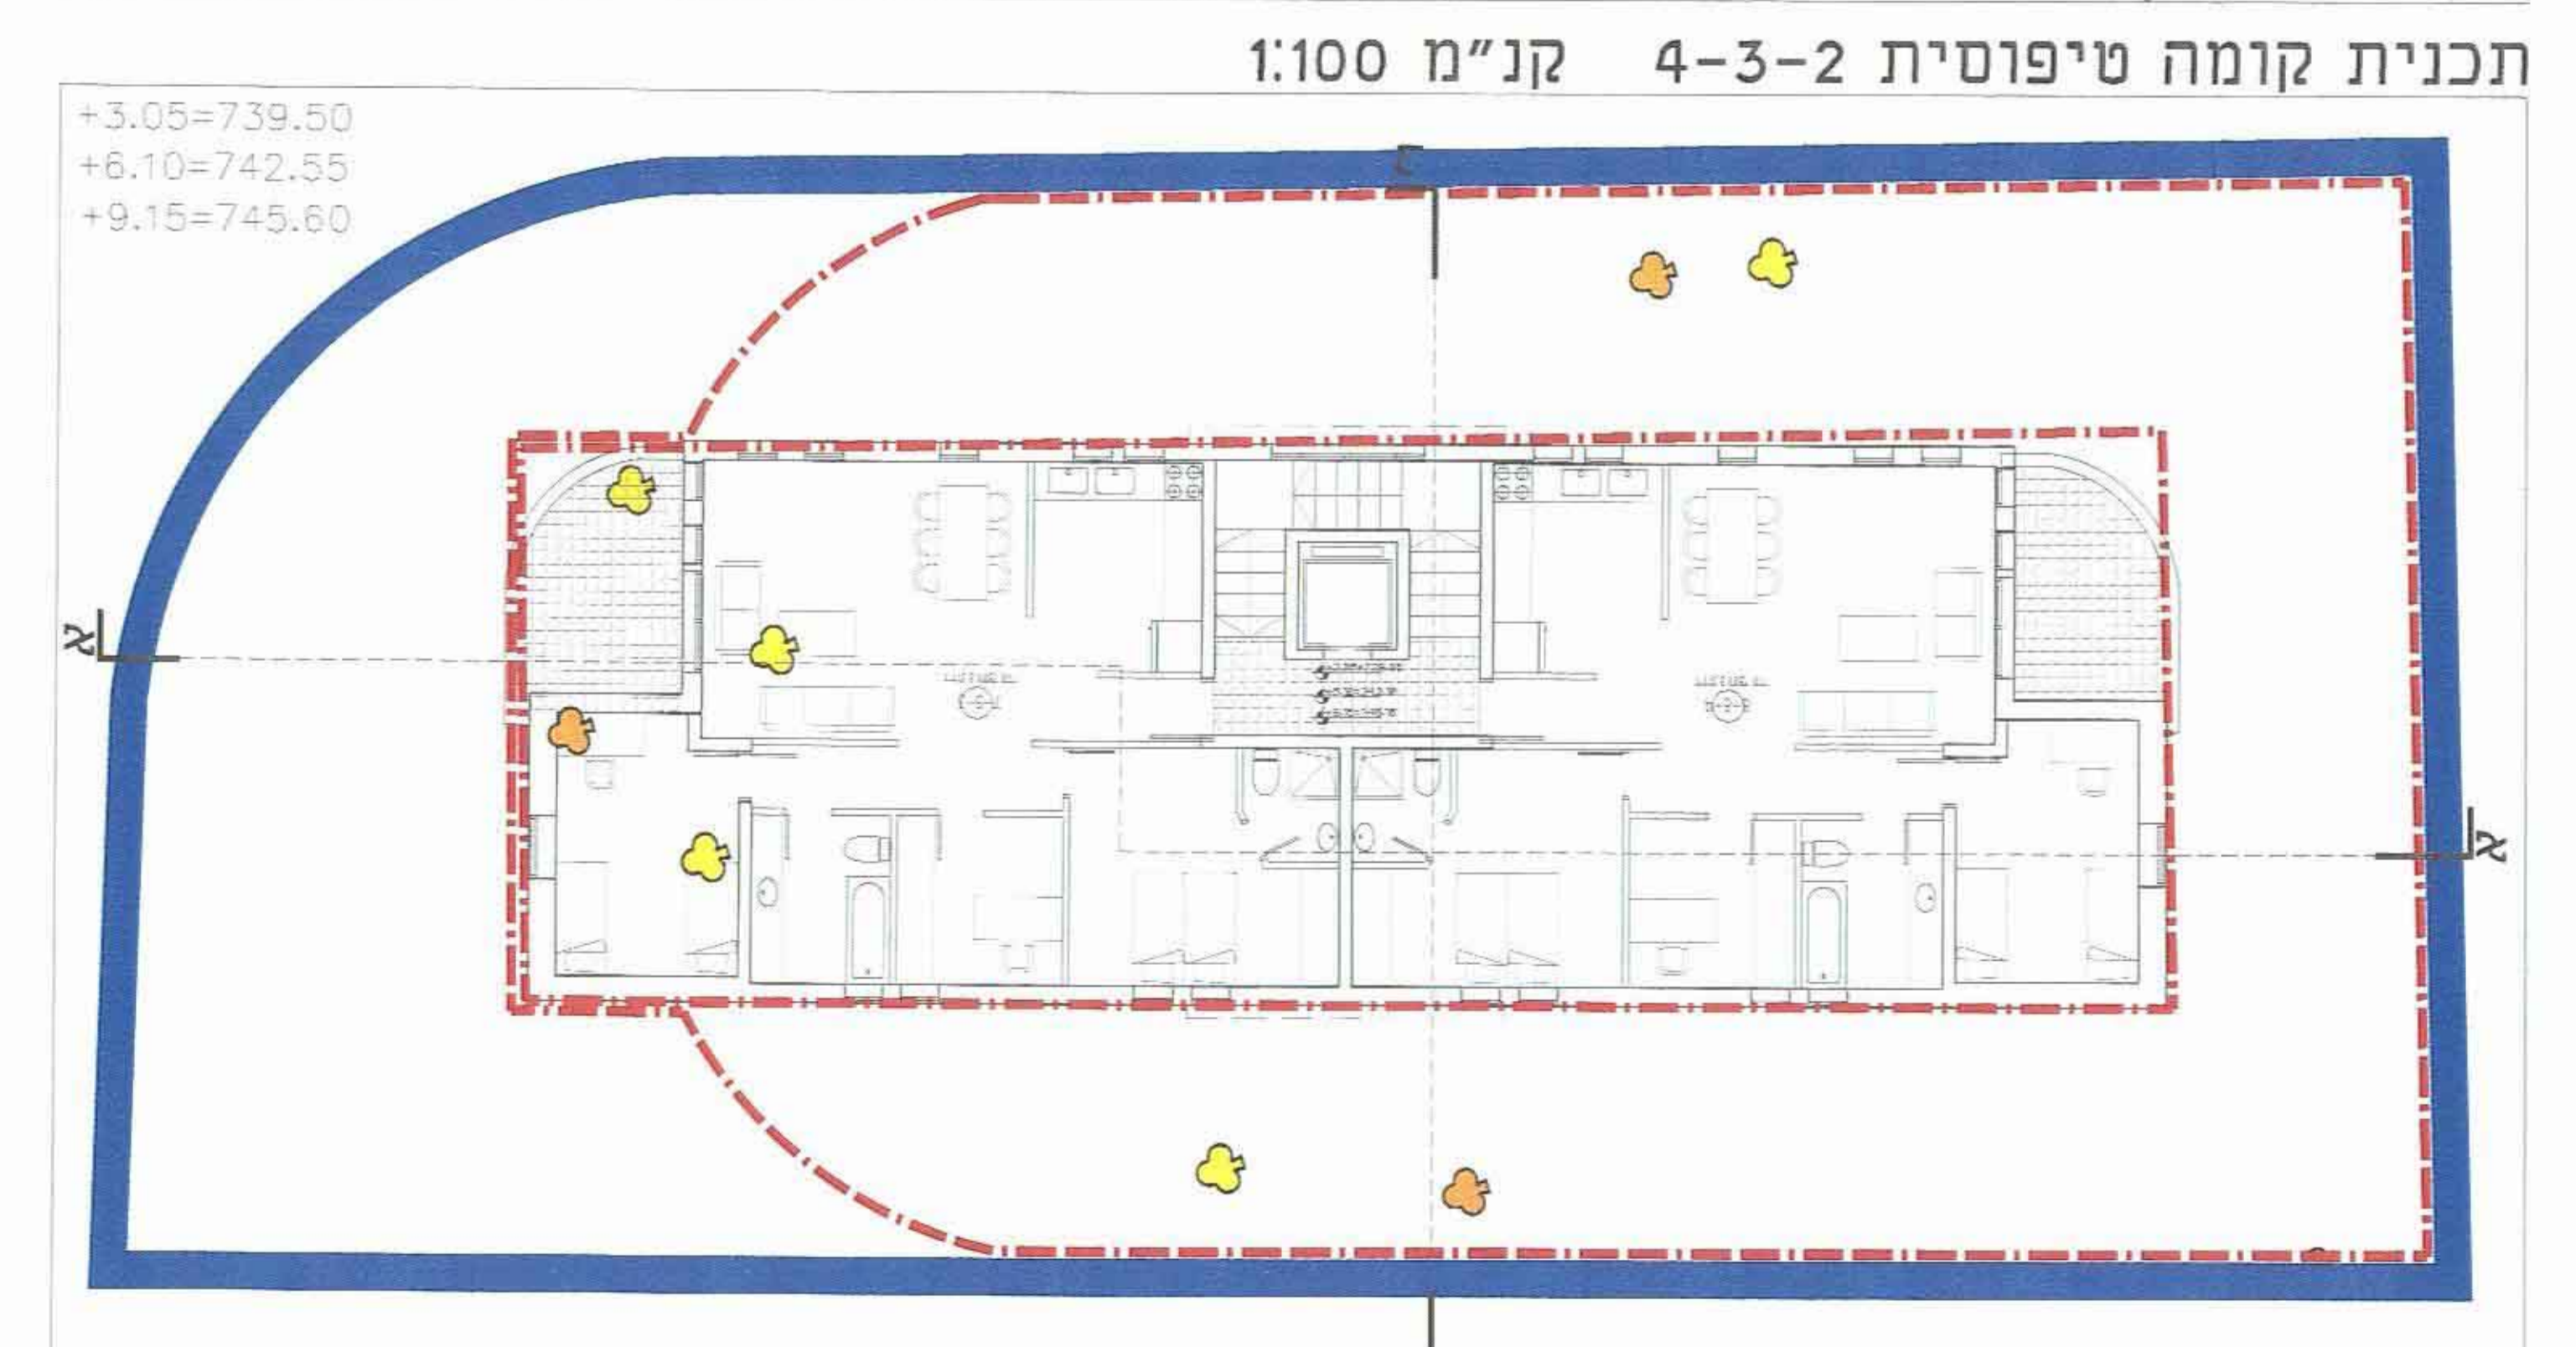 תכנית קומה טיפוסית 4-3-2 קנ"מ 1:100
+3.05=739.50
+6.10=742.55
+9.15=745.60
א
א